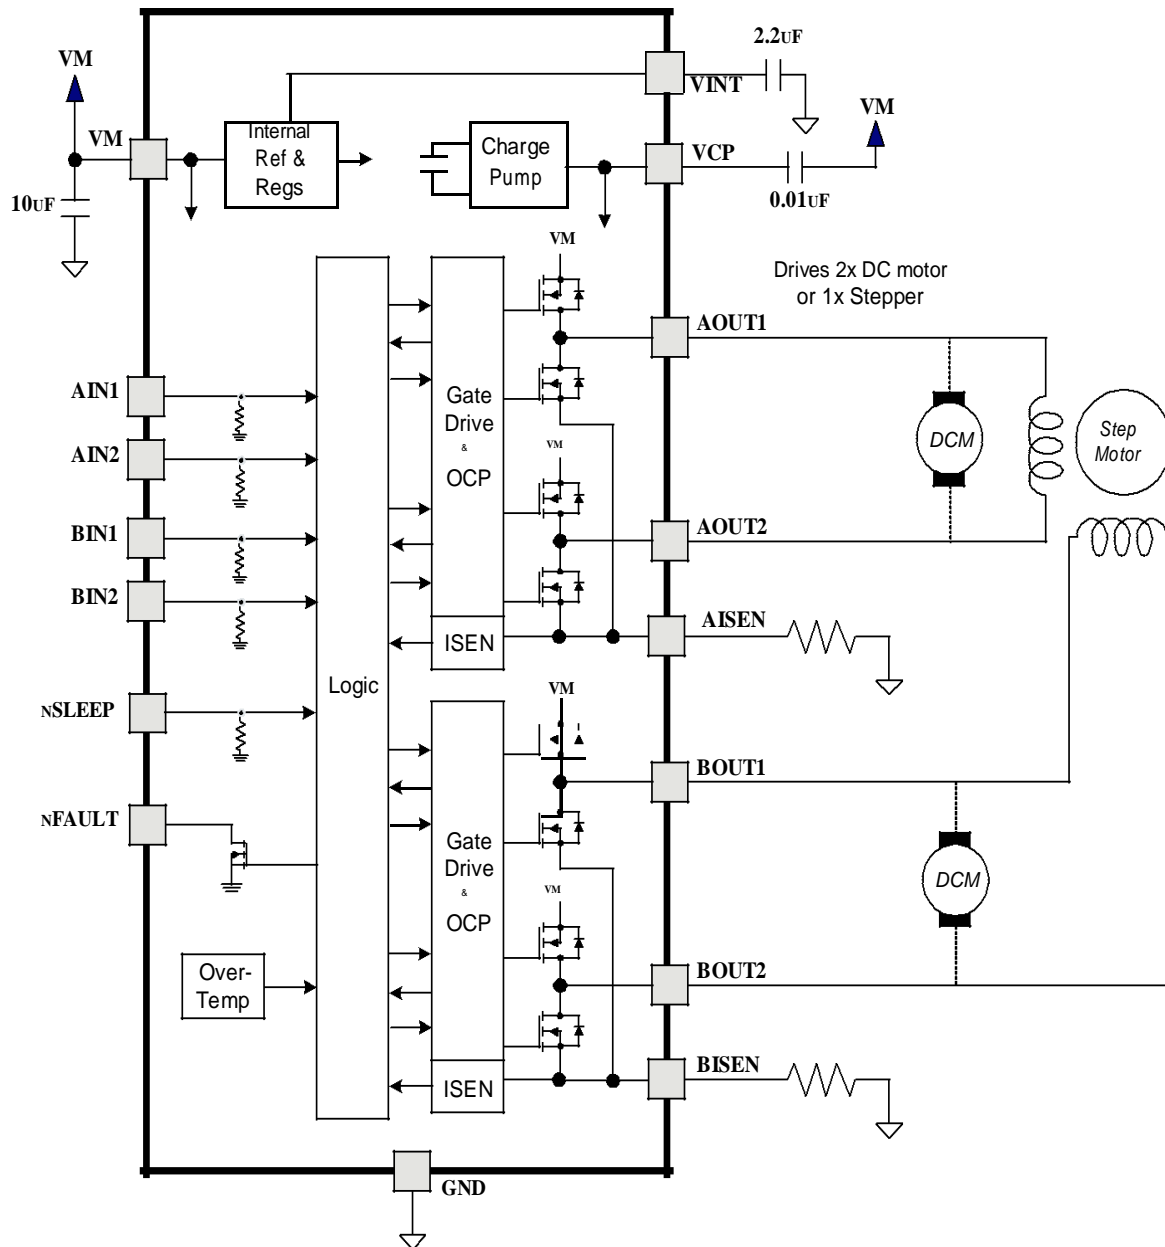 2.2UF
VM
VINT
VM
VM
Internal
Ref &
Regs
Charge
Pump
VCP
10UF
0.01UF
VM
Drives 2x DC motor
or 1x Stepper
AOUT1
AIN1
Gate
Drive
&
OCP
DCM
Step
Motor
AIN2
VM
BIN1
AOUT2
BIN2
AISEN
ISEN
Logic
VM
NSLEEP
BOUT1
NFAULT
Gate
Drive
&
OCP
DCM
VM
Over-
Temp
BOUT2
BISEN
ISEN
GND